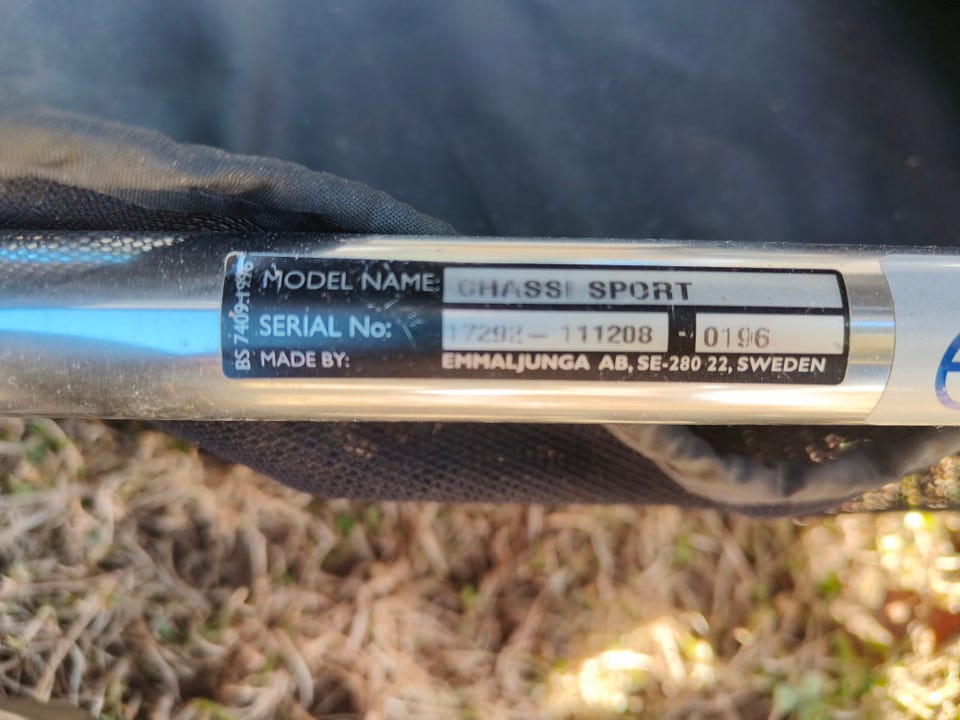 BS 7409:1996
MODEL NAME: CHASSI SPORT
SERIAL No: 17292- 111208 - 0196
MADE BY: EMMALJUNGA AB, SE-280 22, SWEDEN